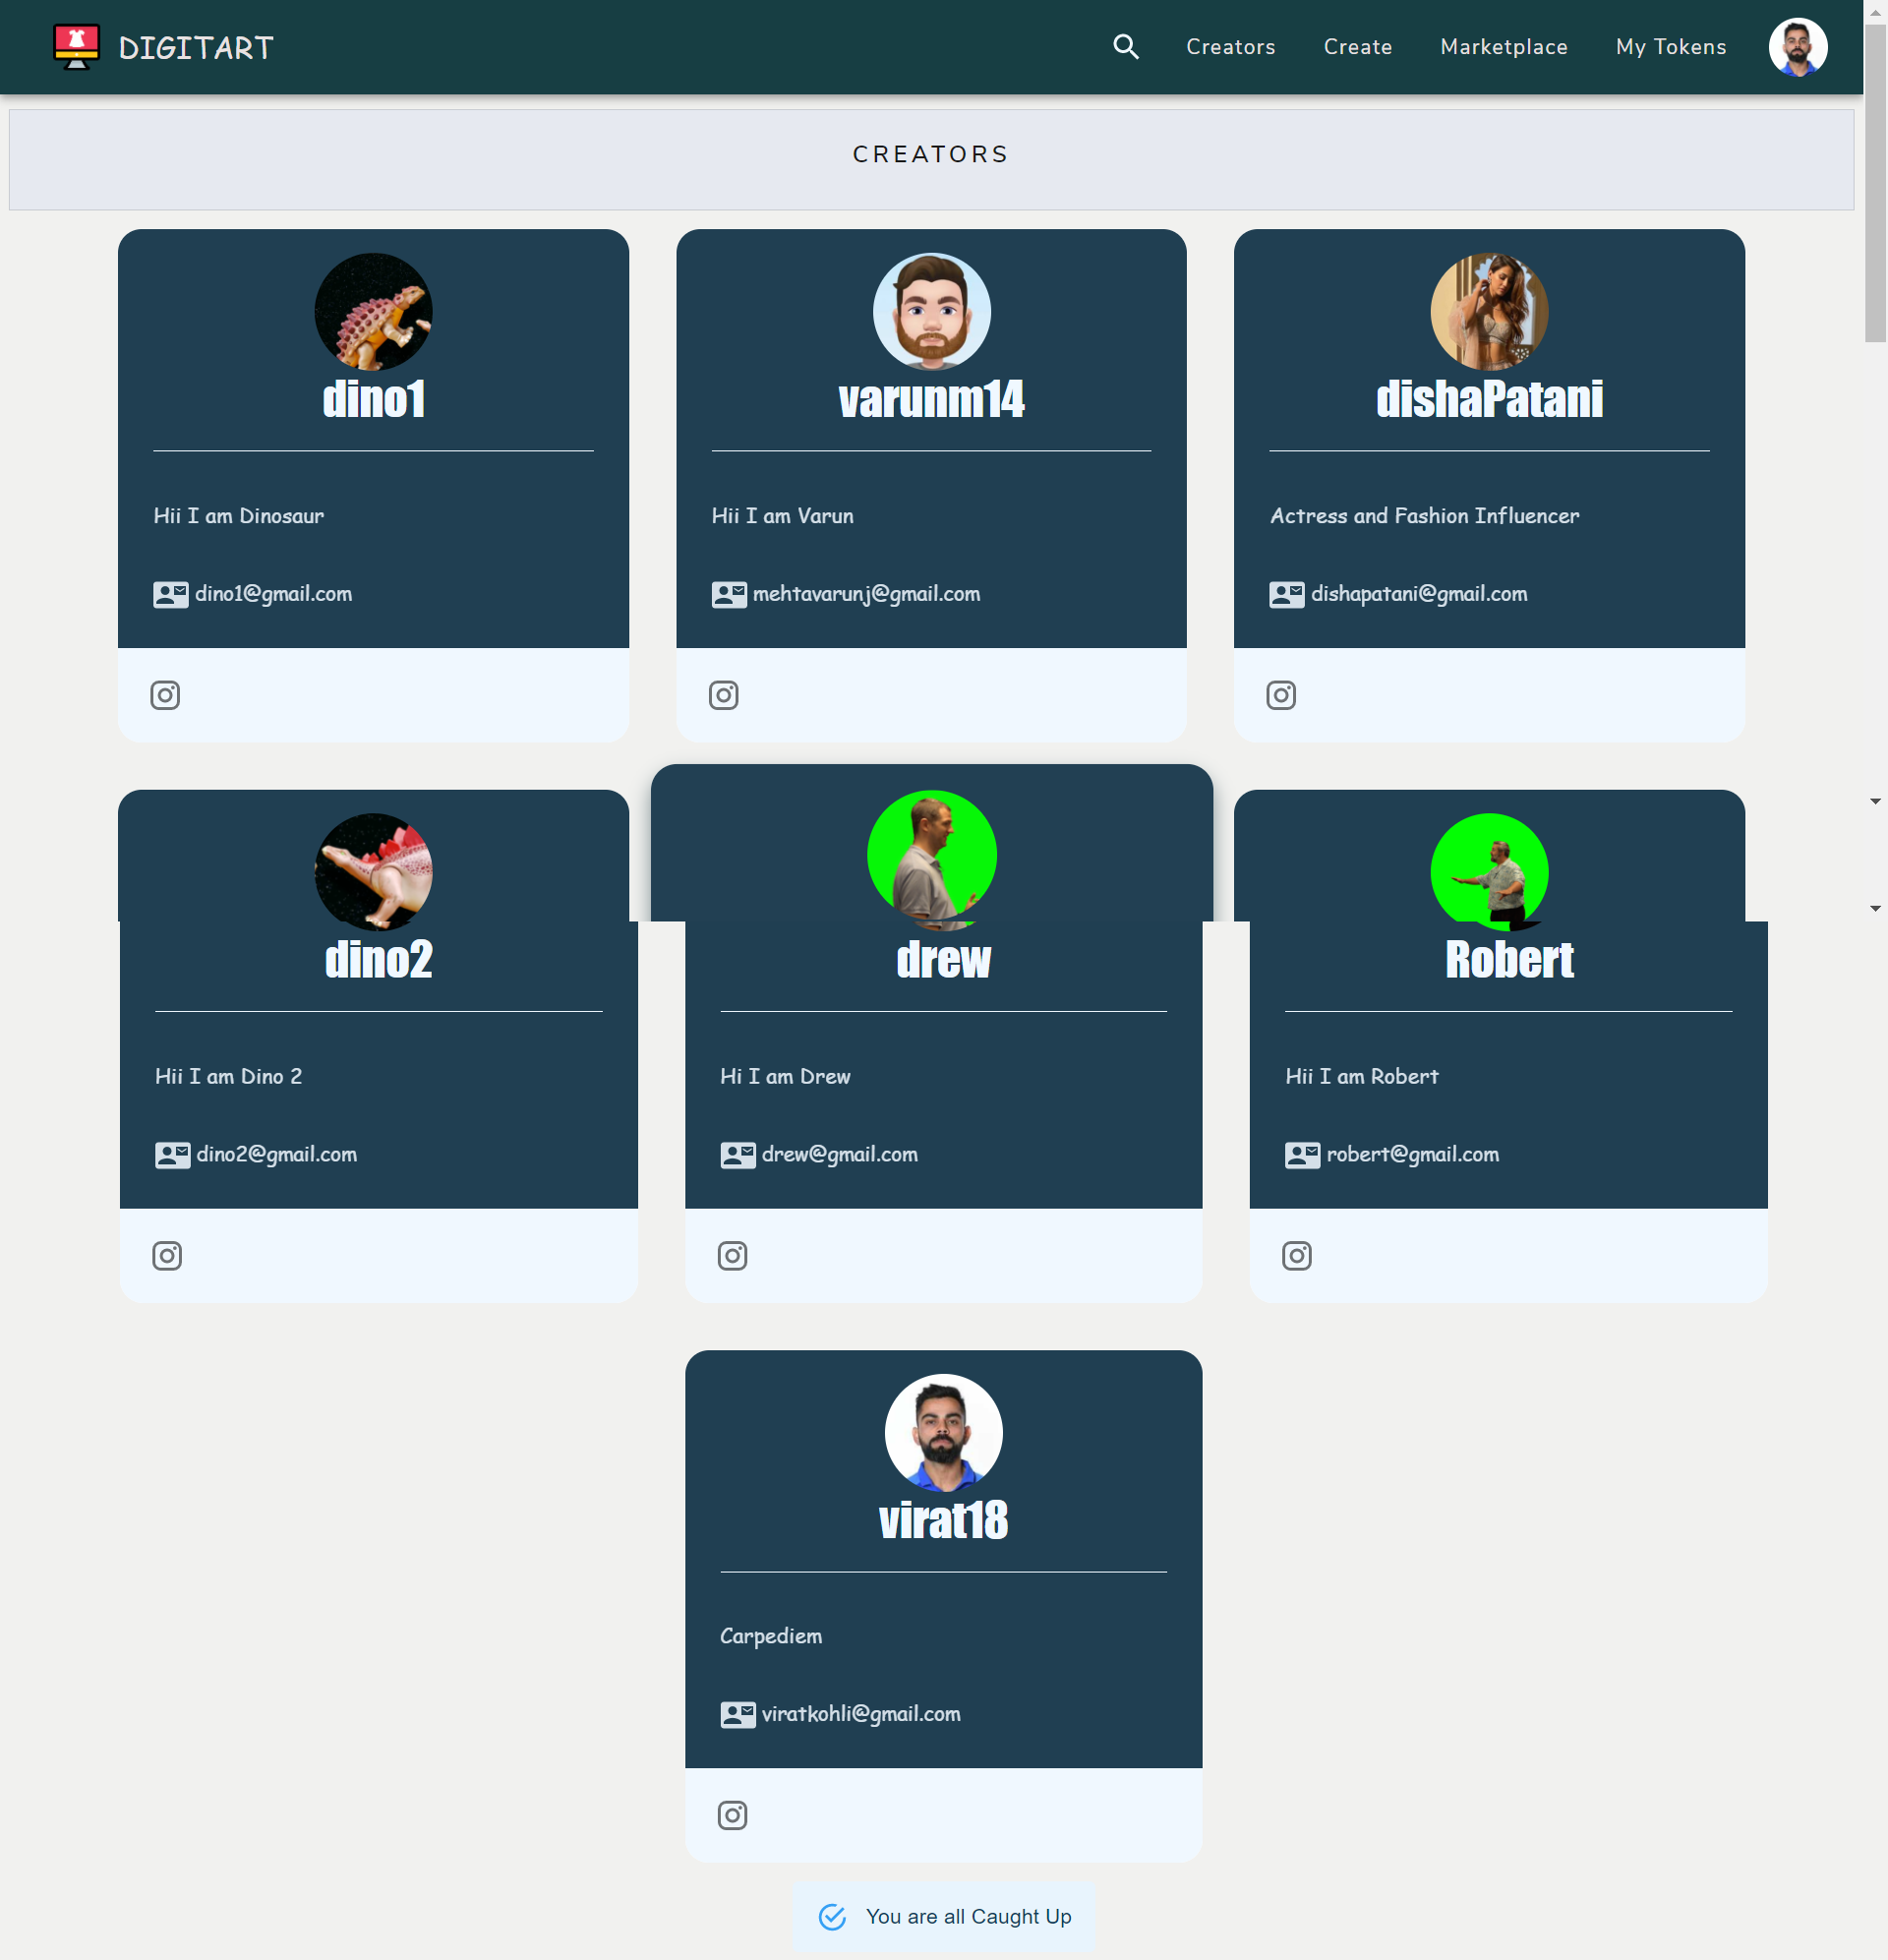 DIGITART
Creators
Create
Marketplace
My Tokens
CREATORS
dino1
Hii I am Dinosaur
dino1@gmail.com
varunm14
Hii I am Varun
mehtavarunj@gmail.com
dishaPatani
Actress and Fashion Influencer
dishapatani@gmail.com
dino2
Hii I am Dino 2
dino2@gmail.com
drew
Hi I am Drew
drew@gmail.com
Robert
Hii I am Robert
robert@gmail.com
virat18
Carpediem
viratkohli@gmail.com
You are all Caught Up